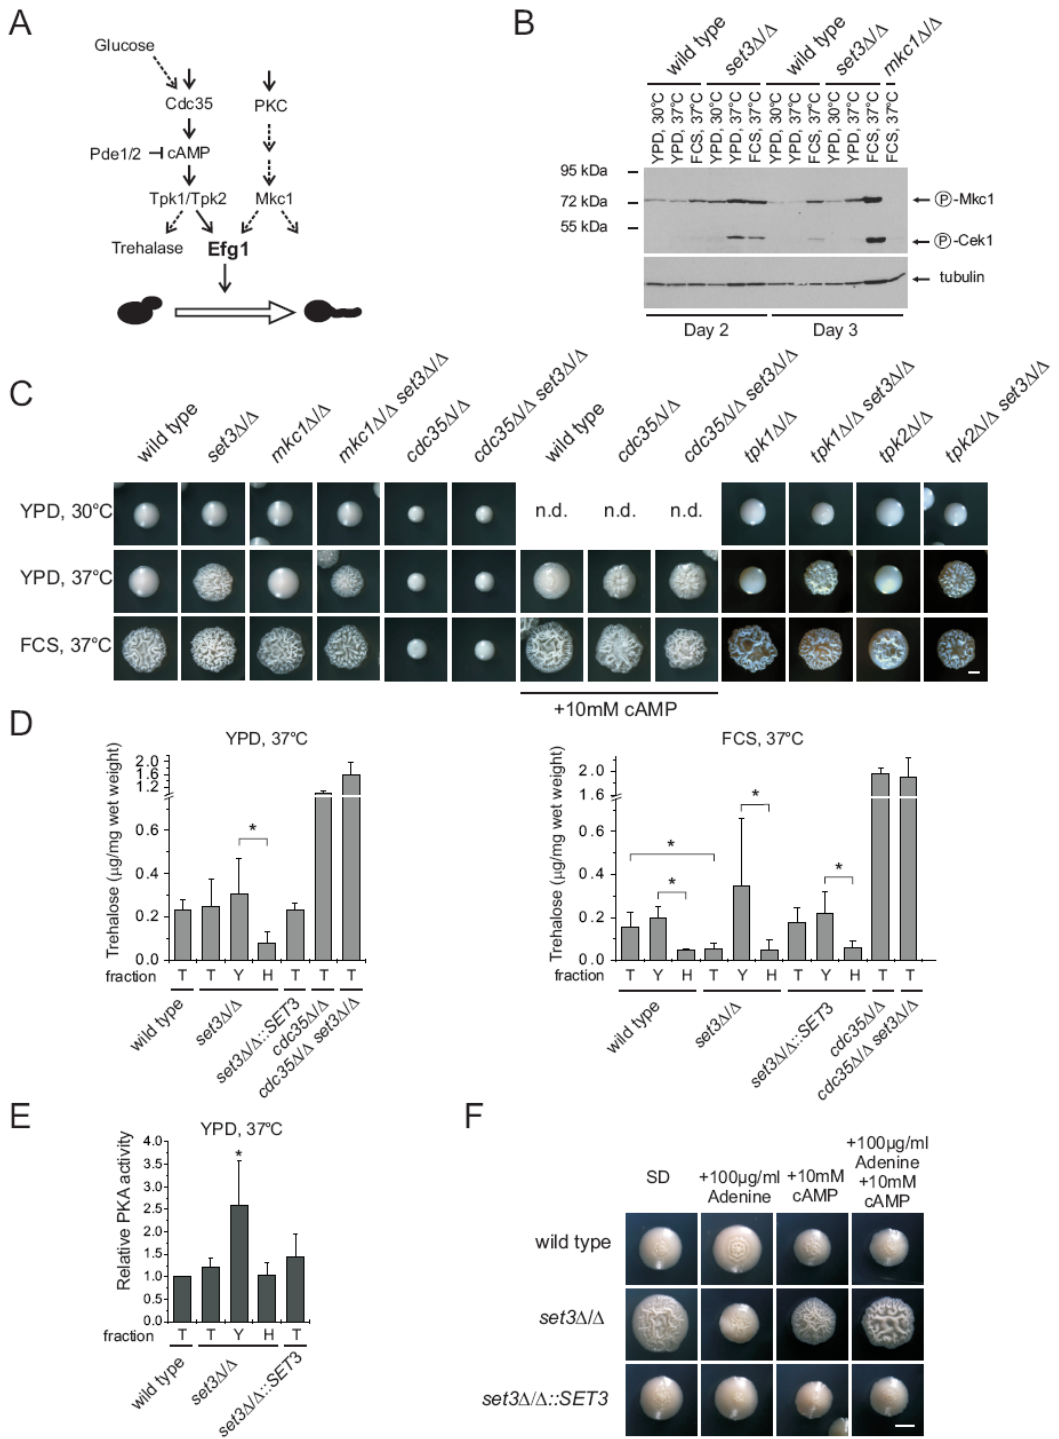 A
Glucose
Cdc35
PKC
Pde1/2
cAMP
Tpk1/Tpk2
Mkc1
Trehalase
Efg1
B
wild type
set3Δ/Δ
wild type
set3Δ/Δ
mkc1Δ/Δ
YPD, 30°C
YPD, 37°C
FCS, 37°C
YPD, 30°C
YPD, 37°C
FCS, 37°C
YPD, 30°C
YPD, 37°C
FCS, 37°C
YPD, 30°C
YPD, 37°C
FCS, 37°C
FCS, 37°C
95 kDa
72 kDa
55 kDa
P-Mkc1
P-Cek1
tubulin
Day 2
Day 3
C
wild type
set3Δ/Δ
mkc1Δ/Δ
mkc1Δ/Δ set3Δ/Δ
cdc35Δ/Δ
cdc35Δ/Δ set3Δ/Δ
wild type
cdc35Δ/Δ
cdc35Δ/Δ set3Δ/Δ
tpk1Δ/Δ
tpk1Δ/Δ set3Δ/Δ
tpk2Δ/Δ
tpk2Δ/Δ set3Δ/Δ
YPD, 30°C
n.d.
n.d.
n.d.
YPD, 37°C
FCS, 37°C
+10mM cAMP
D
YPD, 37°C
Trehalose (µg/mg wet weight)
2.0
1.6
1.2
0.6
0.4
0.2
0.0
*
fraction
T T Y H T T T
wild type
set3Δ/Δ
set3Δ/Δ::SET3
cdc35Δ/Δ
cdc35Δ/Δ set3Δ/Δ
FCS, 37°C
Trehalose (µg/mg wet weight)
2.0
1.6
0.6
0.4
0.2
0.0
*
*
*
*
fraction
T Y H T Y H T Y H T T
wild type
set3Δ/Δ
set3Δ/Δ::SET3
cdc35Δ/Δ
cdc35Δ/Δ set3Δ/Δ
E
YPD, 37°C
Relative PKA activity
4.0
3.5
3.0
2.5
2.0
1.5
1.0
0.5
0.0
*
fraction
T T Y H T
wild type
set3Δ/Δ
set3Δ/Δ::SET3
F
SD
+100µg/ml
Adenine
+10mM
cAMP
+100µg/ml
Adenine
+10mM
cAMP
wild type
set3Δ/Δ
set3Δ/Δ::SET3